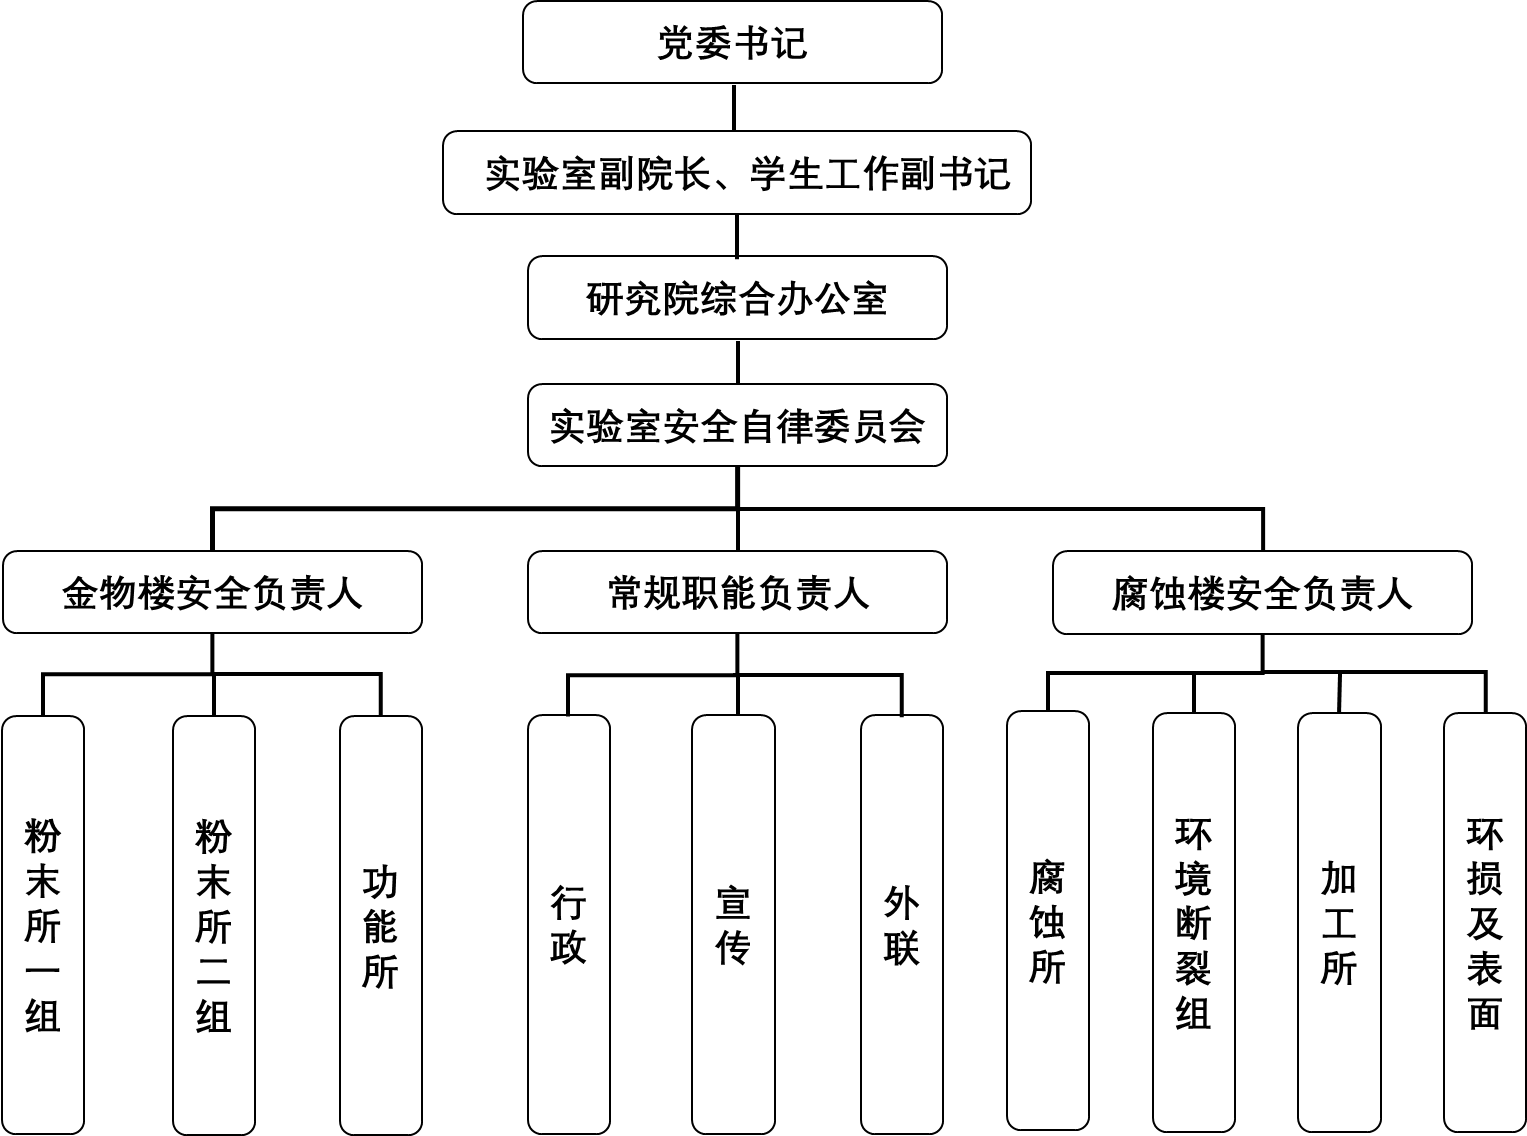 党委书记
实验室副院长、学生工作副书记
研究院综合办公室
实验室安全自律委员会
金物楼安全负责人
常规职能负责人
腐蚀楼安全负责人
粉末所一组
粉末所二组
功能所
行政
宣传
外联
腐蚀所
环境断裂组
加工所
环损及表面